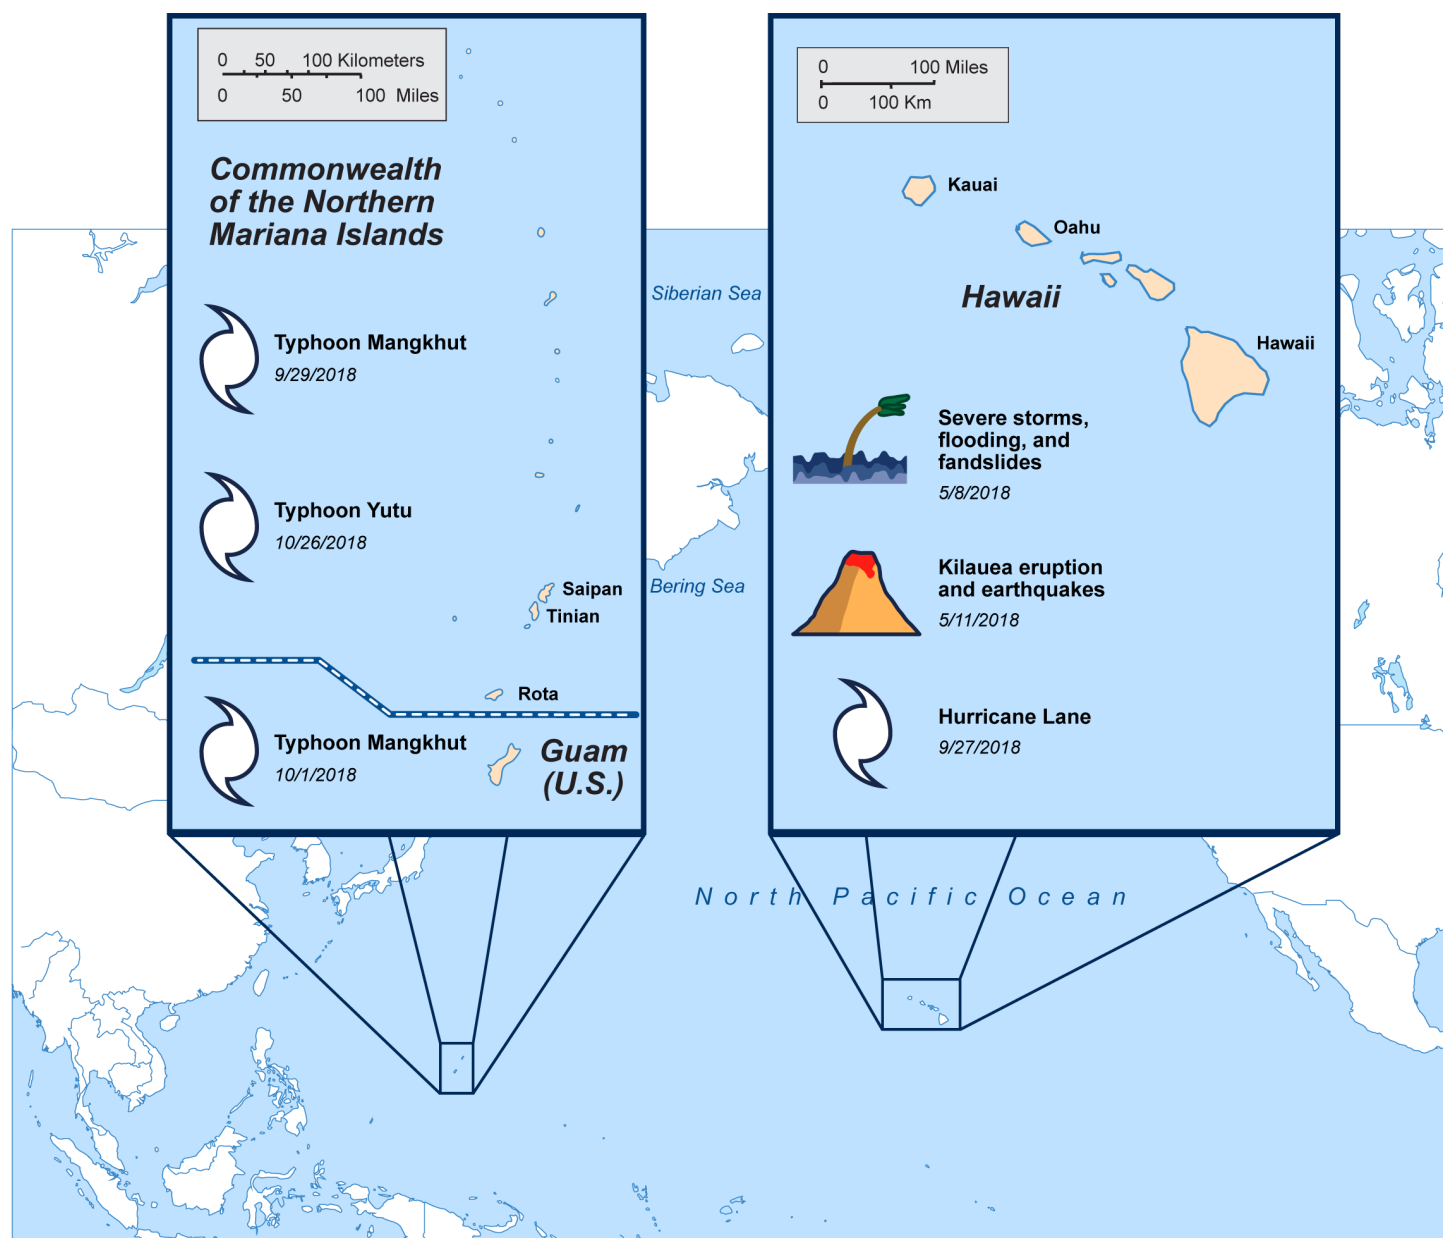 0 50 100 Kilometers
0 50 100 Miles
Commonwealth
of the Northern
Mariana Islands
Typhoon Mangkhut
9/29/2018
Typhoon Yutu
10/26/2018
Saipan
Tinian
Rota
Typhoon Mangkhut
10/1/2018
Guam
(U.S.)
Siberian Sea
Bering Sea
0 100 Miles
0 100 Km
Kauai
Oahu
Hawaii
Hawaii
Severe storms,
flooding, and
fandslides
5/8/2018
Kilauea eruption
and earthquakes
5/11/2018
Hurricane Lane
9/27/2018
North Pacific Ocean